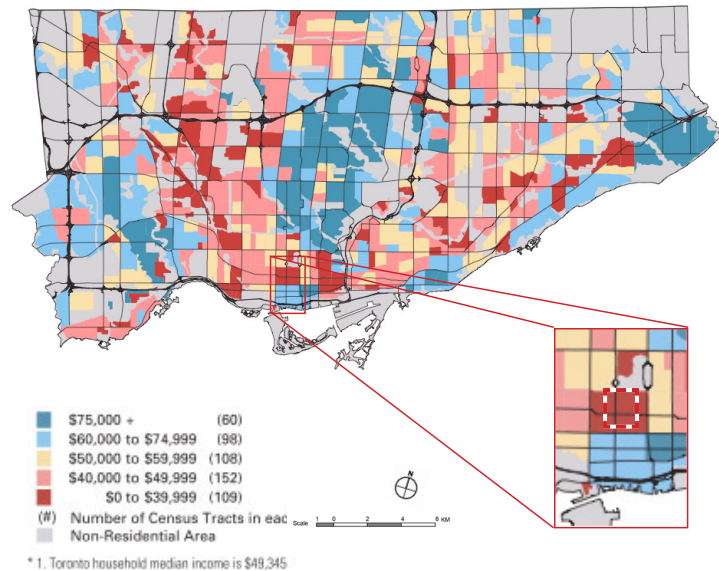 $75,000 + (60)
$60,000 to $74,999 (98)
$50,000 to $59,999 (108)
$40,000 to $49,999 (152)
$0 to $39,999 (109)
(#) Number of Census Tracts in eac
Non-Residential Area
N
Scale 1 0 2 4 6 KM
* 1. Toronto household median income is $49,345